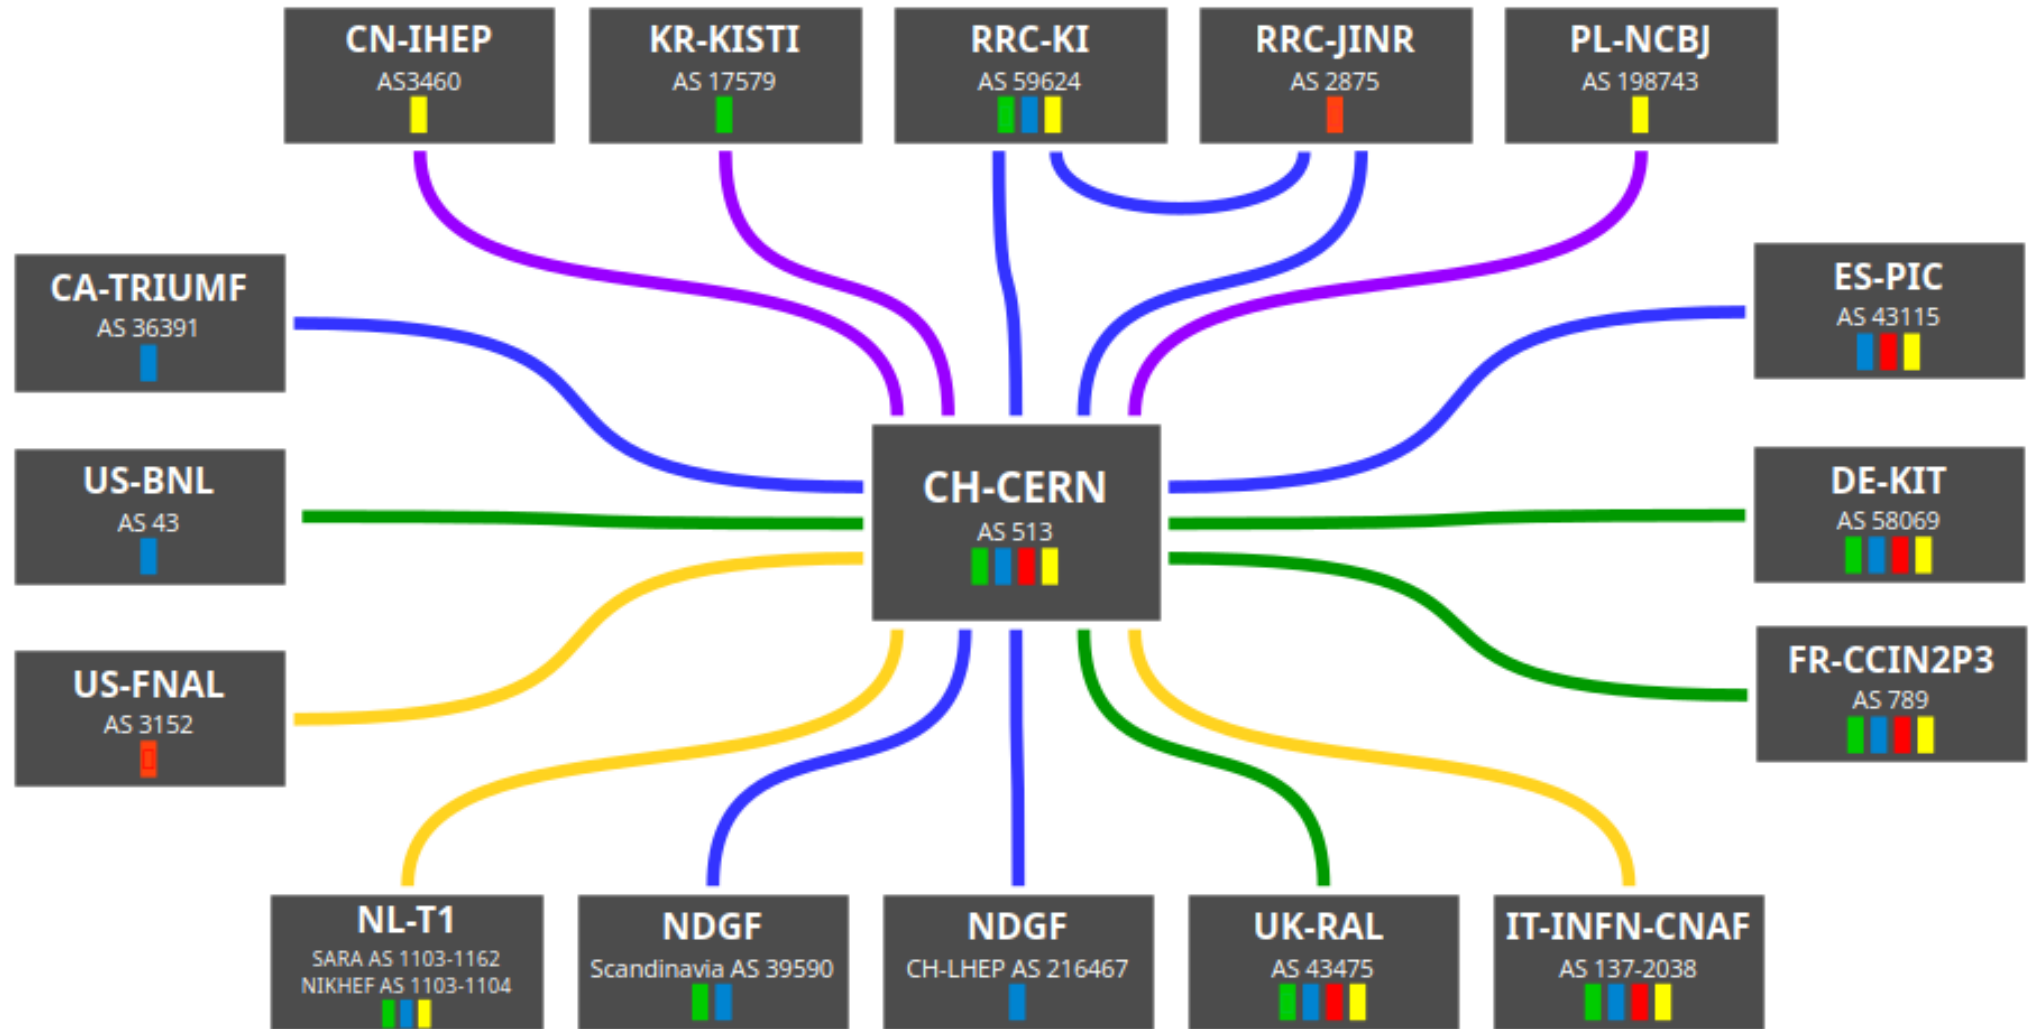 CN-IHEP
AS3460
KR-KISTI
AS 17579
RRC-KI
AS 59624
RRC-JINR
AS 2875
PL-NCBJ
AS 198743
CA-TRIUMF
AS 36391
ES-PIC
AS 43115
US-BNL
AS 43
CH-CERN
AS 513
DE-KIT
AS 58069
US-FNAL
AS 3152
FR-CCIN2P3
AS 789
NL-T1
SARA AS 1103-1162
NIKHEF AS 1103-1104
NDGF
Scandinavia AS 39590
NDGF
CH-LHEP AS 216467
UK-RAL
AS 43475
IT-INFN-CNAF
AS 137-2038